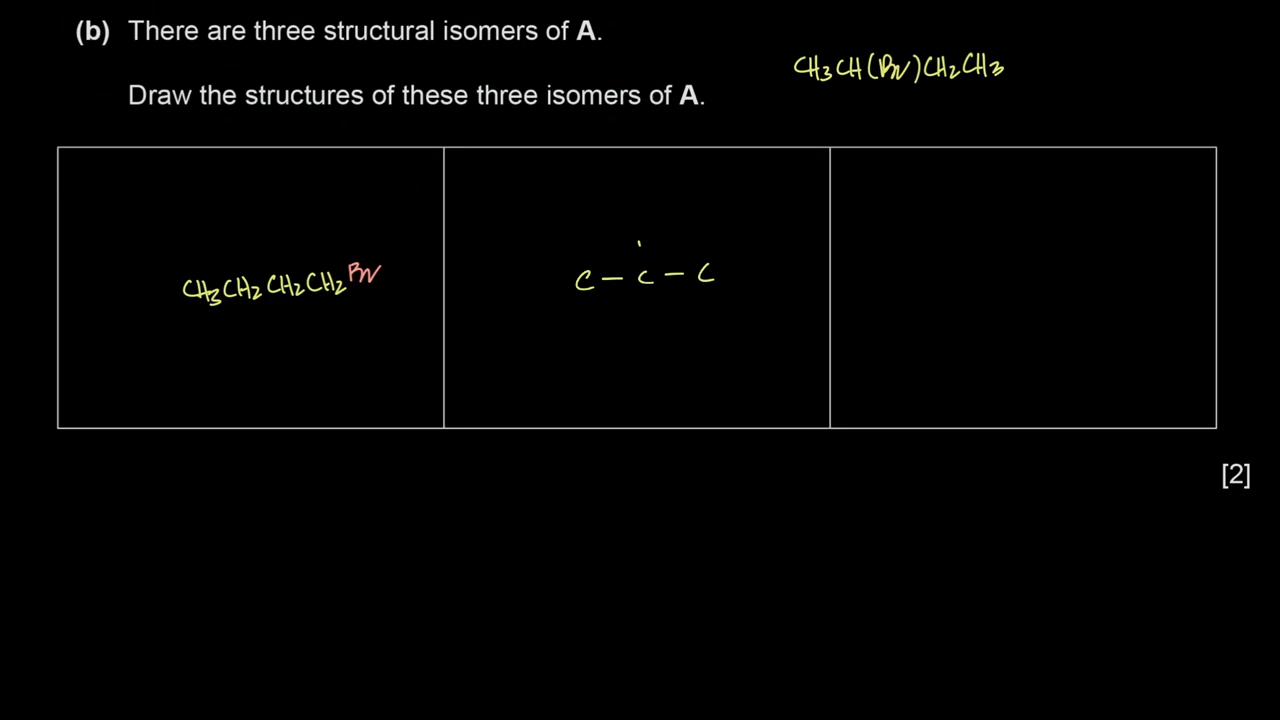 (b) There are three structural isomers of A.
CH₃CH(Br)CH₂CH₃
Draw the structures of these three isomers of A.
CH₃CH₂CH₂CH₂Br
C – C – C
[2]